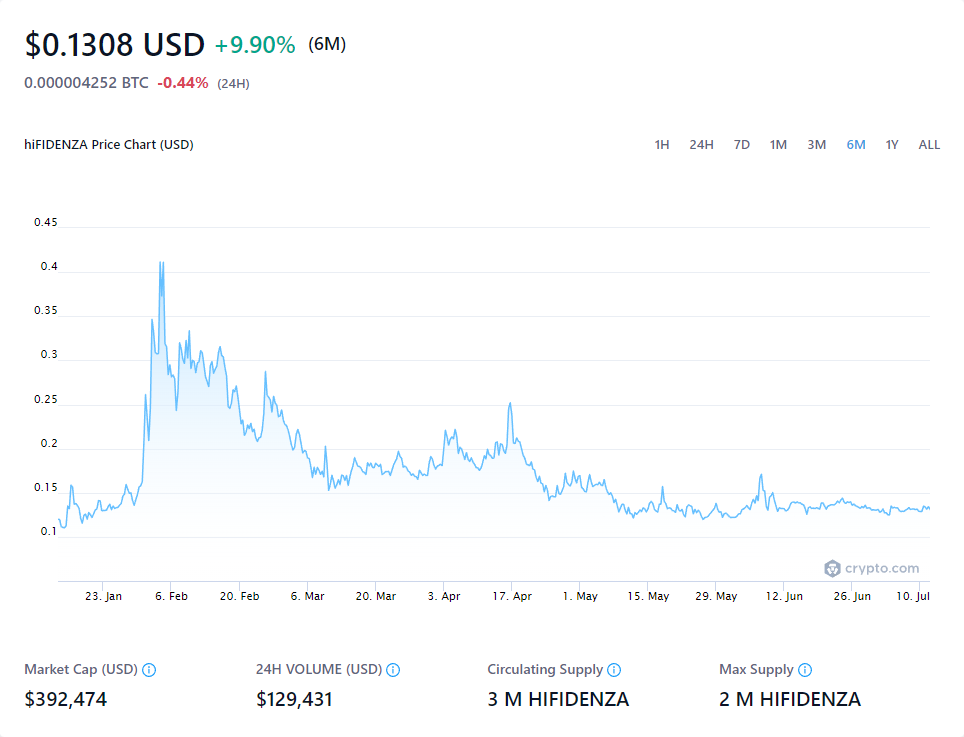 $0.1308 USD +9.90% (6M)
0.000004252 BTC -0.44% (24H)
hiFIDENZA Price Chart (USD) 1H 24H 7D 1M 3M 6M 1Y ALL
0.45
0.4
0.35
0.3
0.25
0.2
0.15
0.1
crypto.com
23. Jan 6. Feb 20. Feb 6. Mar 20. Mar 3. Apr 17. Apr 1. May 15. May 29. May 12. Jun 26. Jun 10. Jul
Market Cap (USD) 24H VOLUME (USD) Circulating Supply Max Supply
$392,474 $129,431 3 M HIFIDENZA 2 M HIFIDENZA